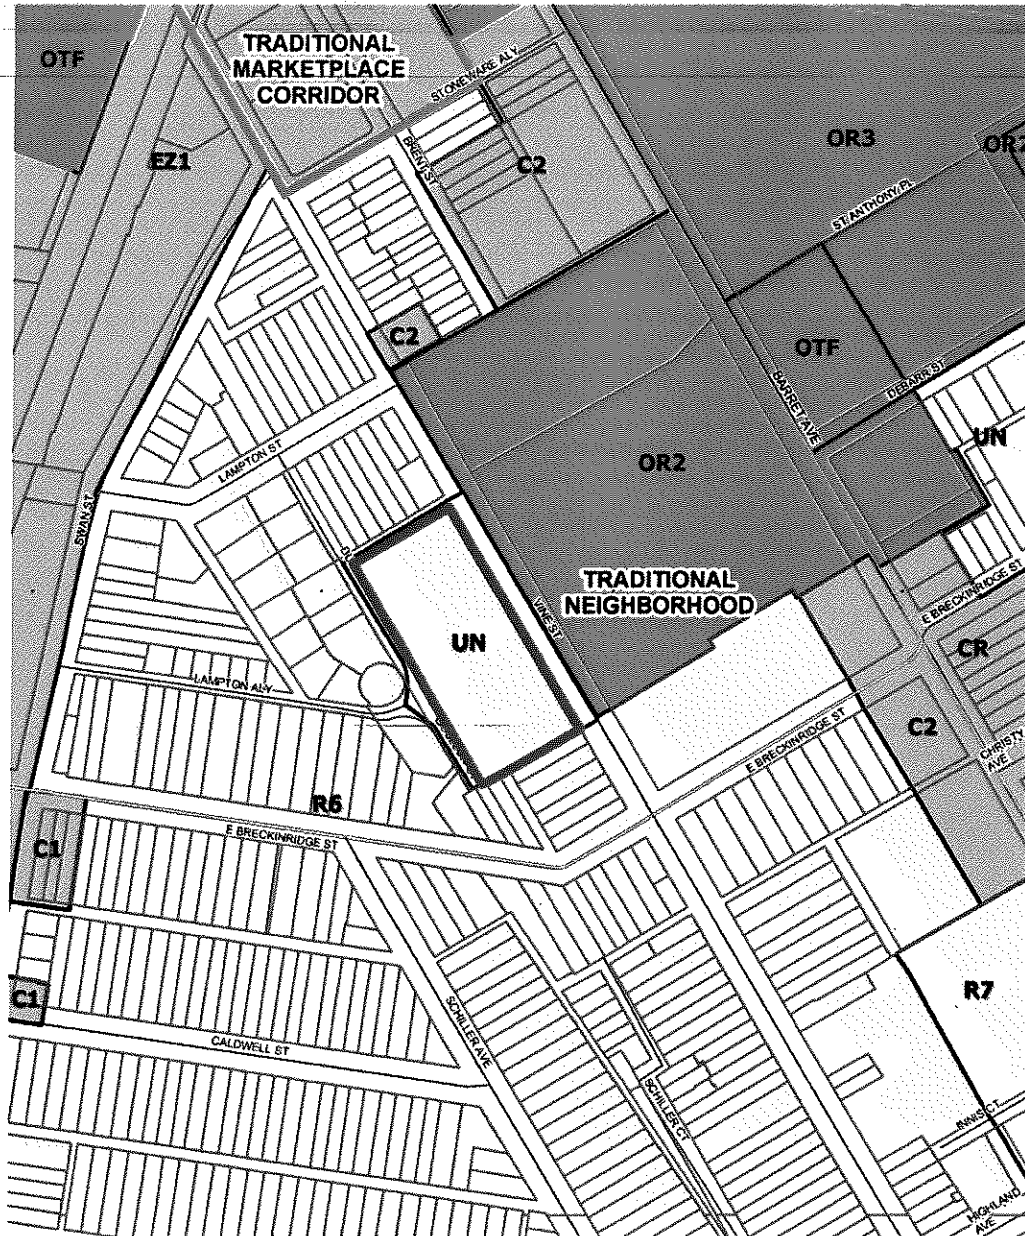 OTF
TRADITIONAL
MARKETPLACE
CORRIDOR
STONEWARE ALY
EZ1
BRENT ST
C2
OR3
OR2
ST ANTHONY PL
C2
OTF
BARRET AVE
DEBARR ST
UN
LAMPTON ST
OR2
SWAN ST
TRADITIONAL
NEIGHBORHOOD
VINE ST
E BRECKINRIDGE ST
UN
CR
LAMPTON ALY
C2
E BRECKINRIDGE ST
CHRISTY
AVE
R6
E BRECKINRIDGE ST
C1
C1
R7
SCHILLER AVE
CALDWELL ST
SCHILLER CT
INNIS CT
HIGHLAND
AVE